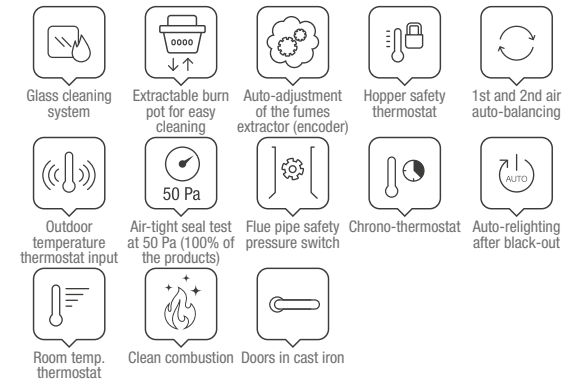 Glass cleaning
system
Extractable burn
pot for easy
cleaning
Auto-adjustment
of the fumes
extractor (encoder)
Hopper safety
thermostat
1st and 2nd air
auto-balancing
50 Pa
AUTO
Outdoor
temperature
thermostat input
Air-tight seal test
at 50 Pa (100% of
the products)
Flue pipe safety
pressure switch
Chrono-thermostat
Auto-relighting
after black-out
Room temp.
thermostat
Clean combustion
Doors in cast iron